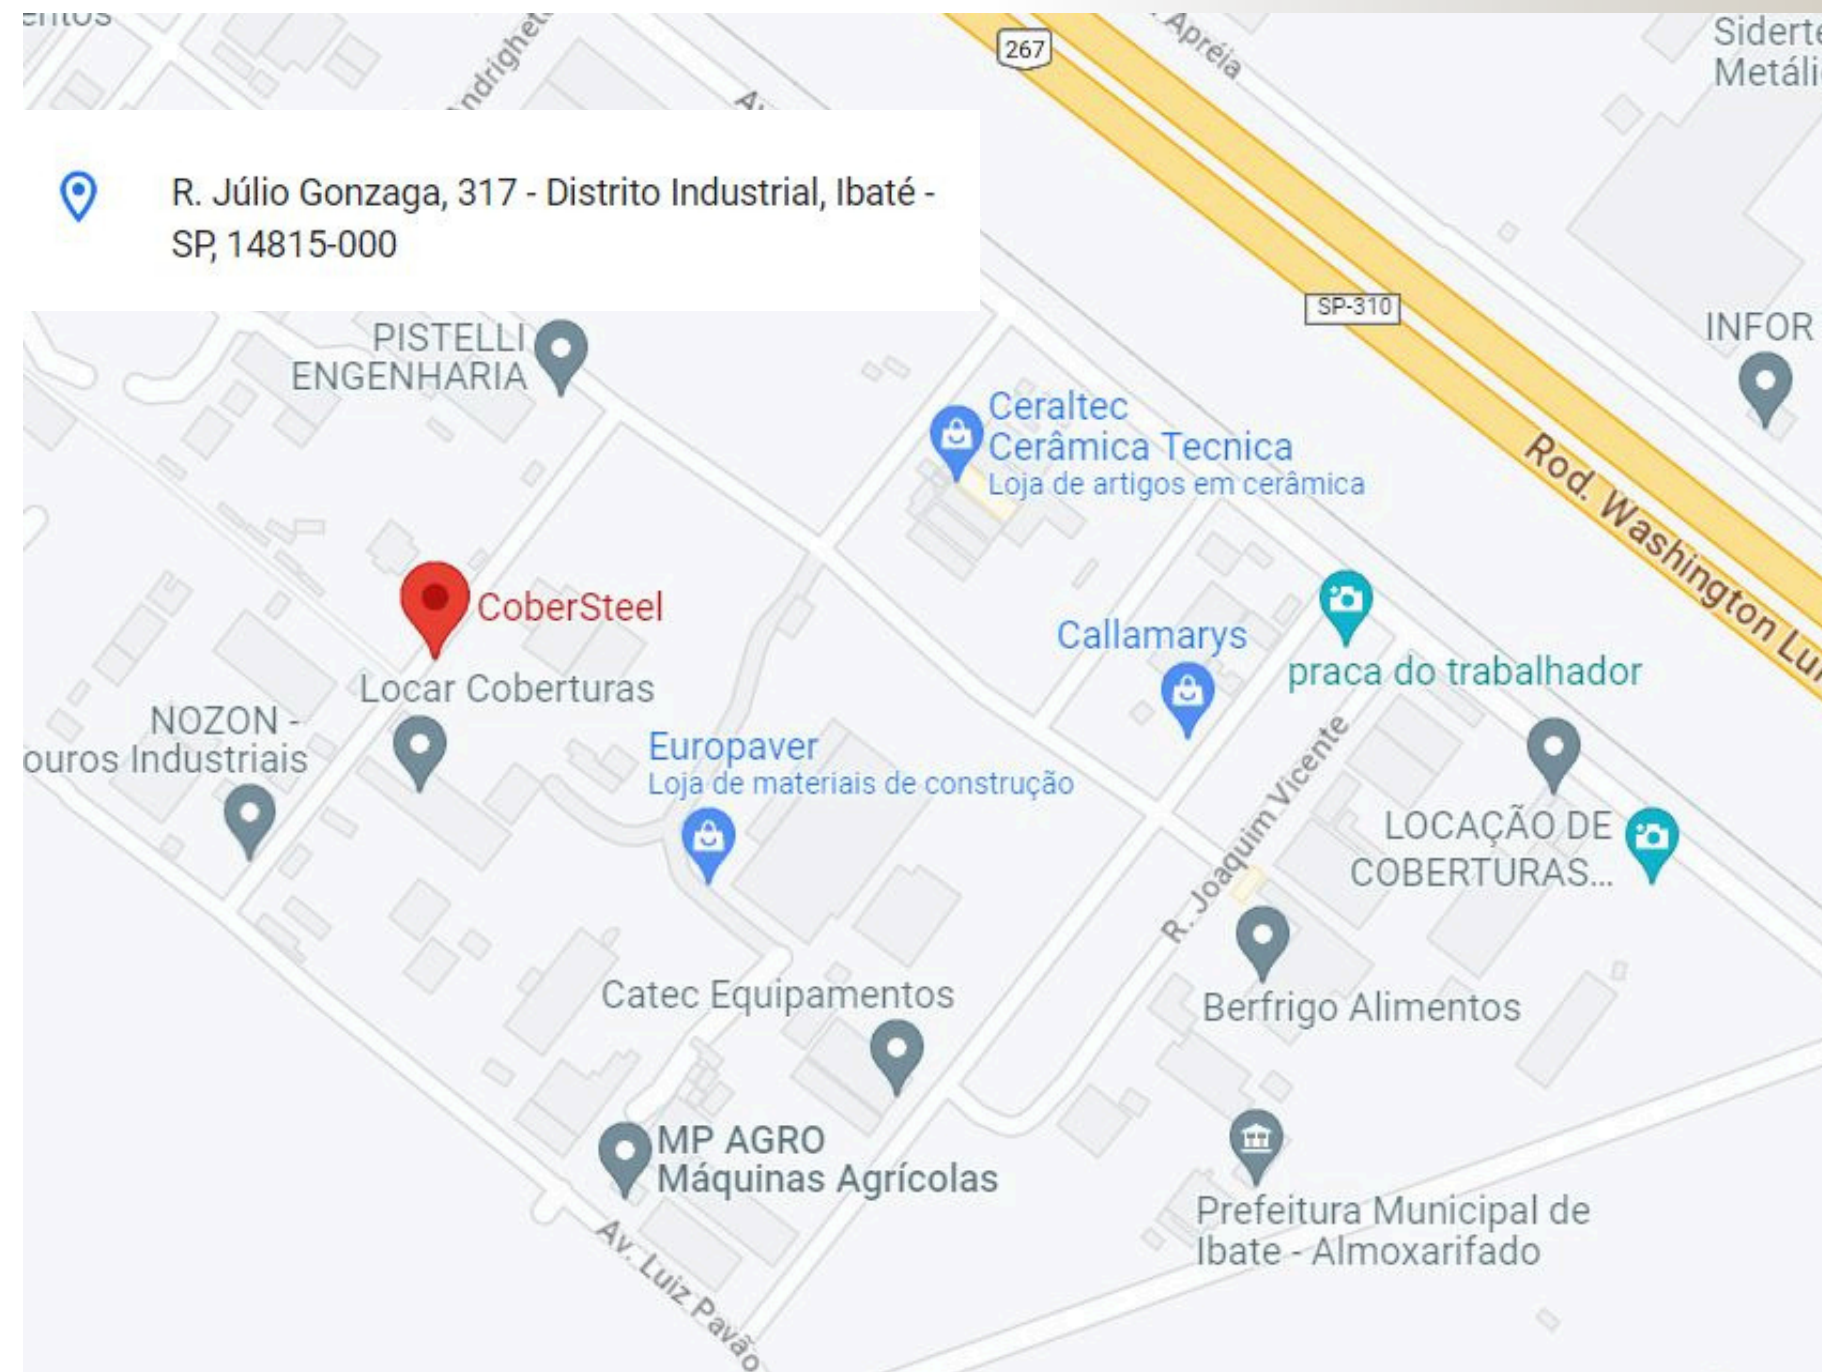 267
Apréia
R. Júlio Gonzaga, 317 - Distrito Industrial, Ibaté -
SP, 14815-000
SP-310
PISTELLI
ENGENHARIA
INFOR
Ceraltec
Cerâmica Tecnica
Loja de artigos em cerâmica
Rod. Washington Lui
CoberSteel
Callamarys
praca do trabalhador
Locar Coberturas
NOZON -
ouros Industriais
Europaver
Loja de materiais de construção
R. Joaquim Vicente
LOCAÇÃO DE
COBERTURAS...
Catec Equipamentos
Berfrigo Alimentos
MP AGRO
Máquinas Agrícolas
Prefeitura Municipal de
Ibate - Almoxarifado
Av. Luiz Pavão